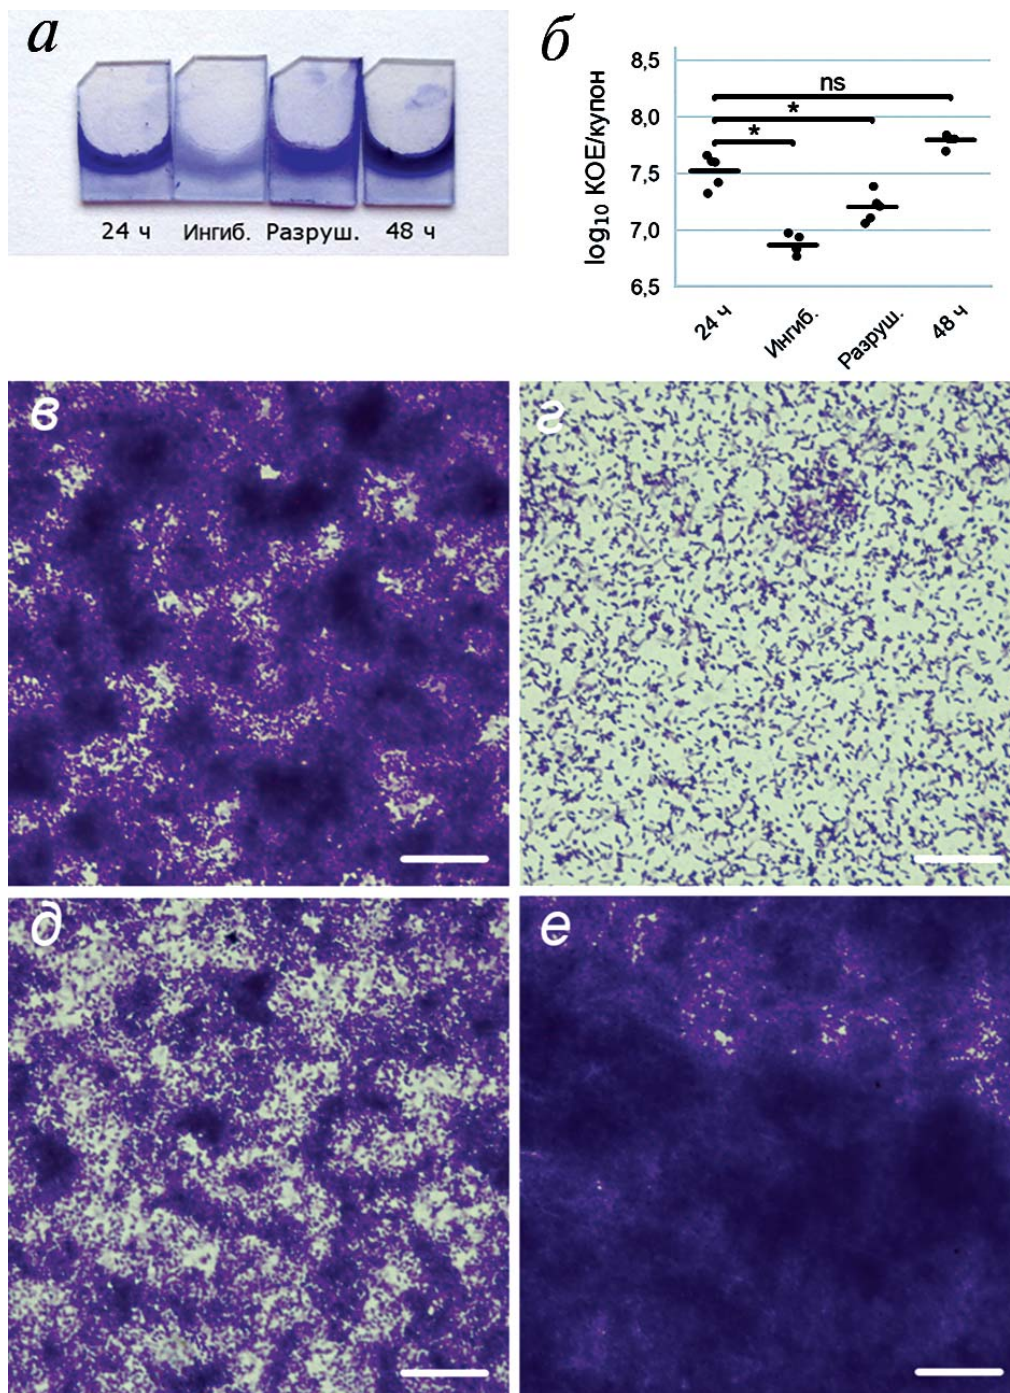 а
24 ч Ингиб. Разруш. 48 ч
б
log₁₀ КОЕ/купон
8,5
8,0
7,5
7,0
6,5
ns
*
*
24 ч
Ингиб.
Разруш.
48 ч
в
г
д
е